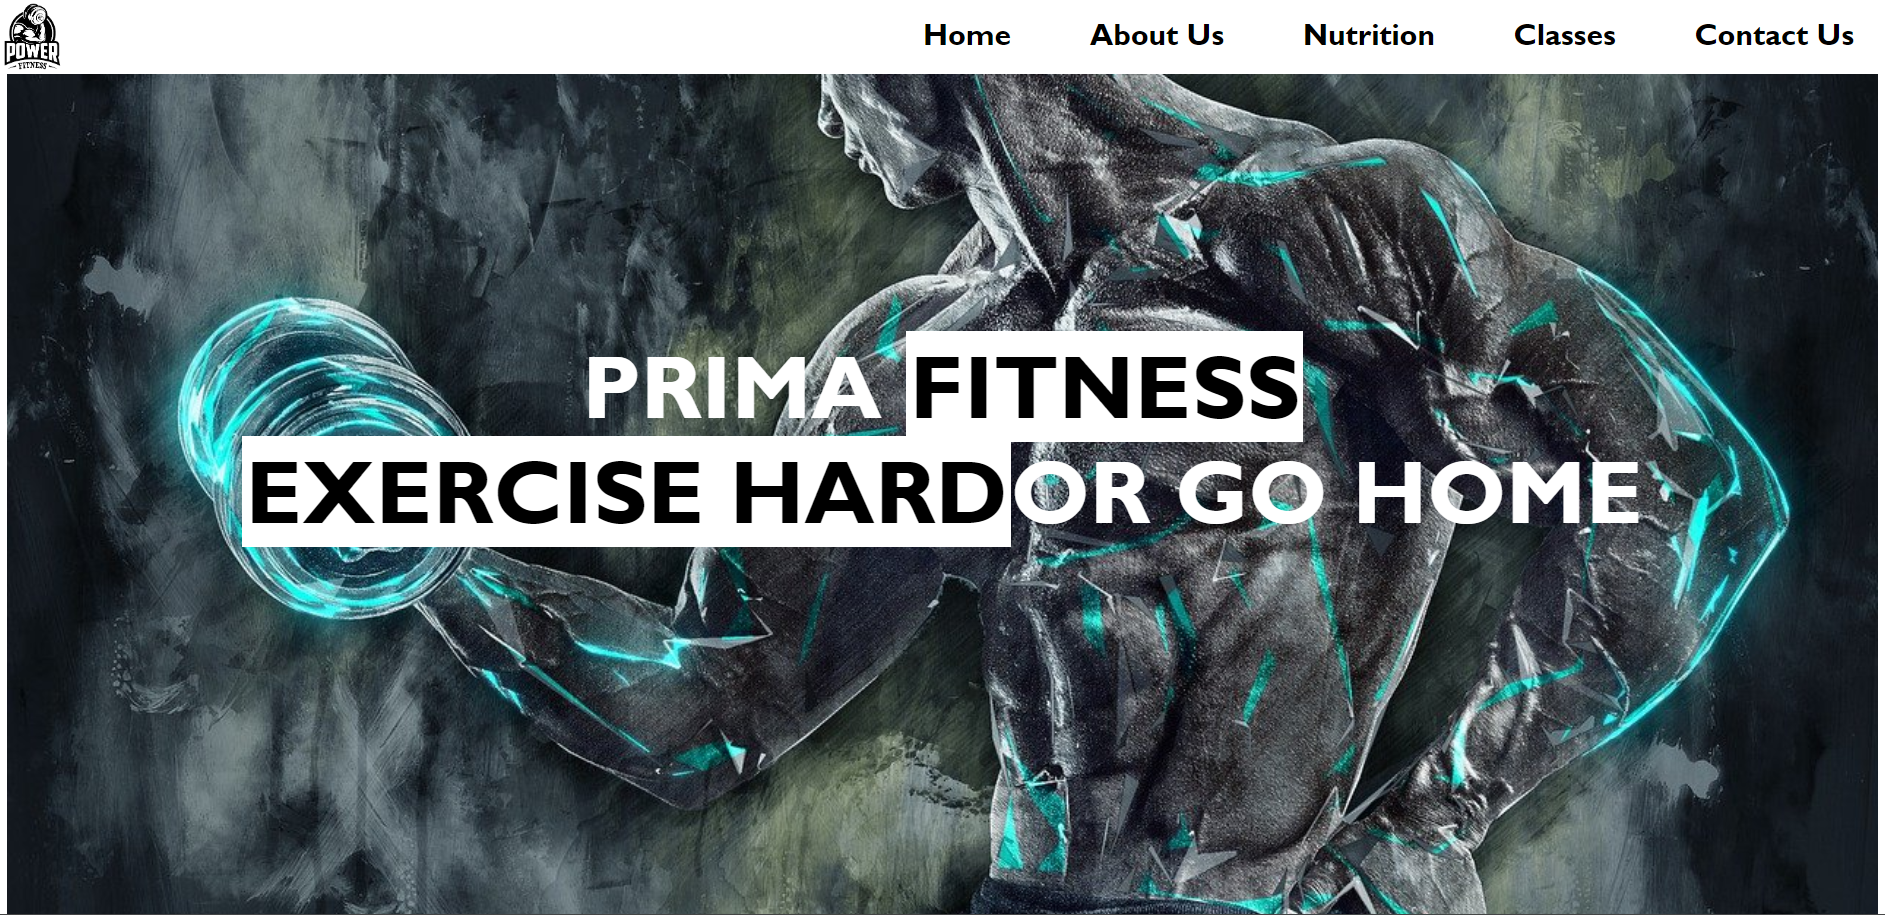 POWER
FITNESS
Home About Us Nutrition Classes Contact Us
PRIMA FITNESS
EXERCISE HARDOR GO HOME